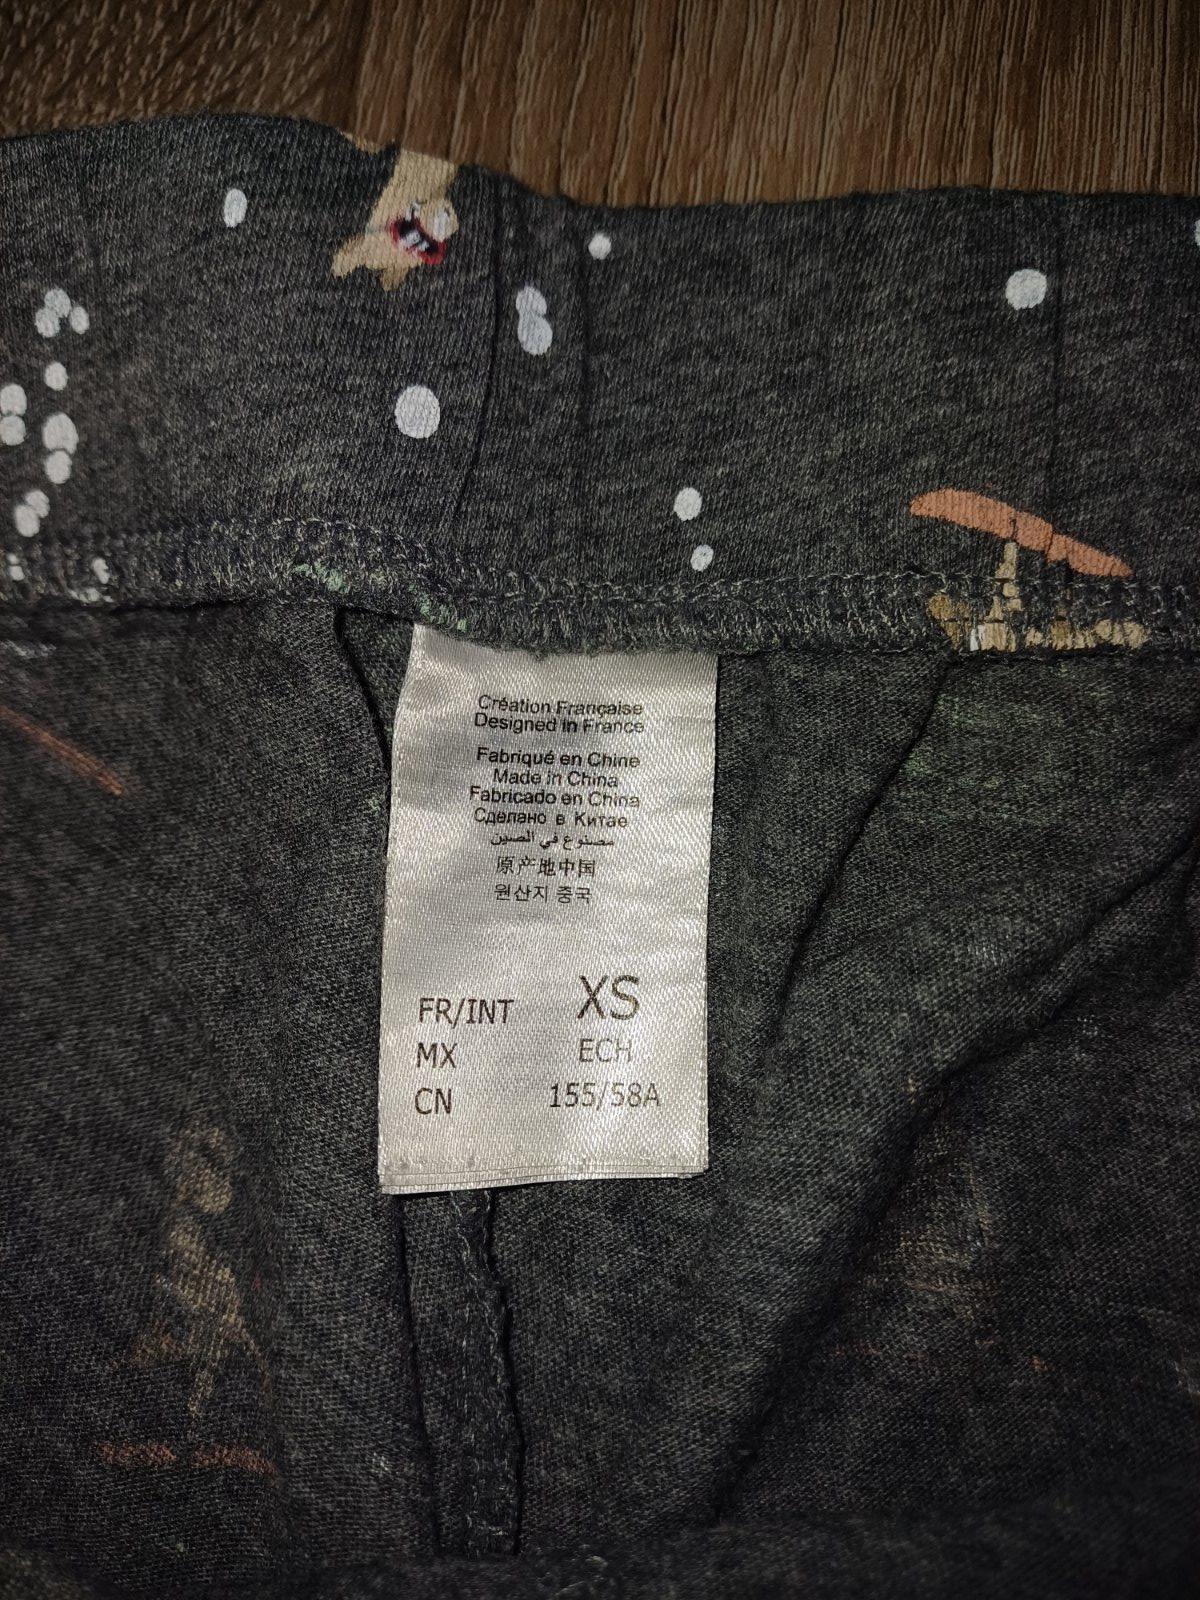 Création Française
Designed in France
Fabriqué en Chine
Made in China
Fabricado en China
Сделано в Китае
مصنوع في الصين
原产地中国
원산지 중국
FR/INT XS
MX ECH
CN 155/58A